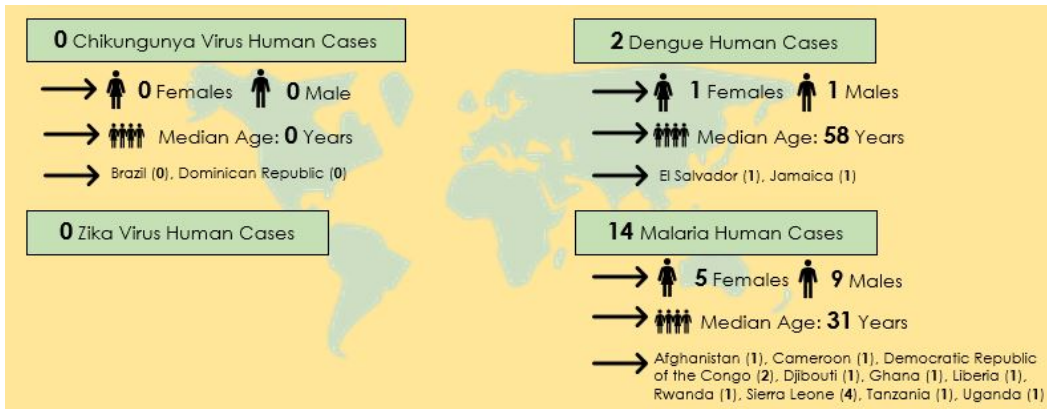 0 Chikungunya Virus Human Cases
0 Females 0 Male
Median Age: 0 Years
Brazil (0), Dominican Republic (0)
0 Zika Virus Human Cases
2 Dengue Human Cases
1 Females 1 Males
Median Age: 58 Years
El Salvador (1), Jamaica (1)
14 Malaria Human Cases
5 Females 9 Males
Median Age: 31 Years
Afghanistan (1), Cameroon (1), Democratic Republic
of the Congo (2), Djibouti (1), Ghana (1), Liberia (1),
Rwanda (1), Sierra Leone (4), Tanzania (1), Uganda (1)